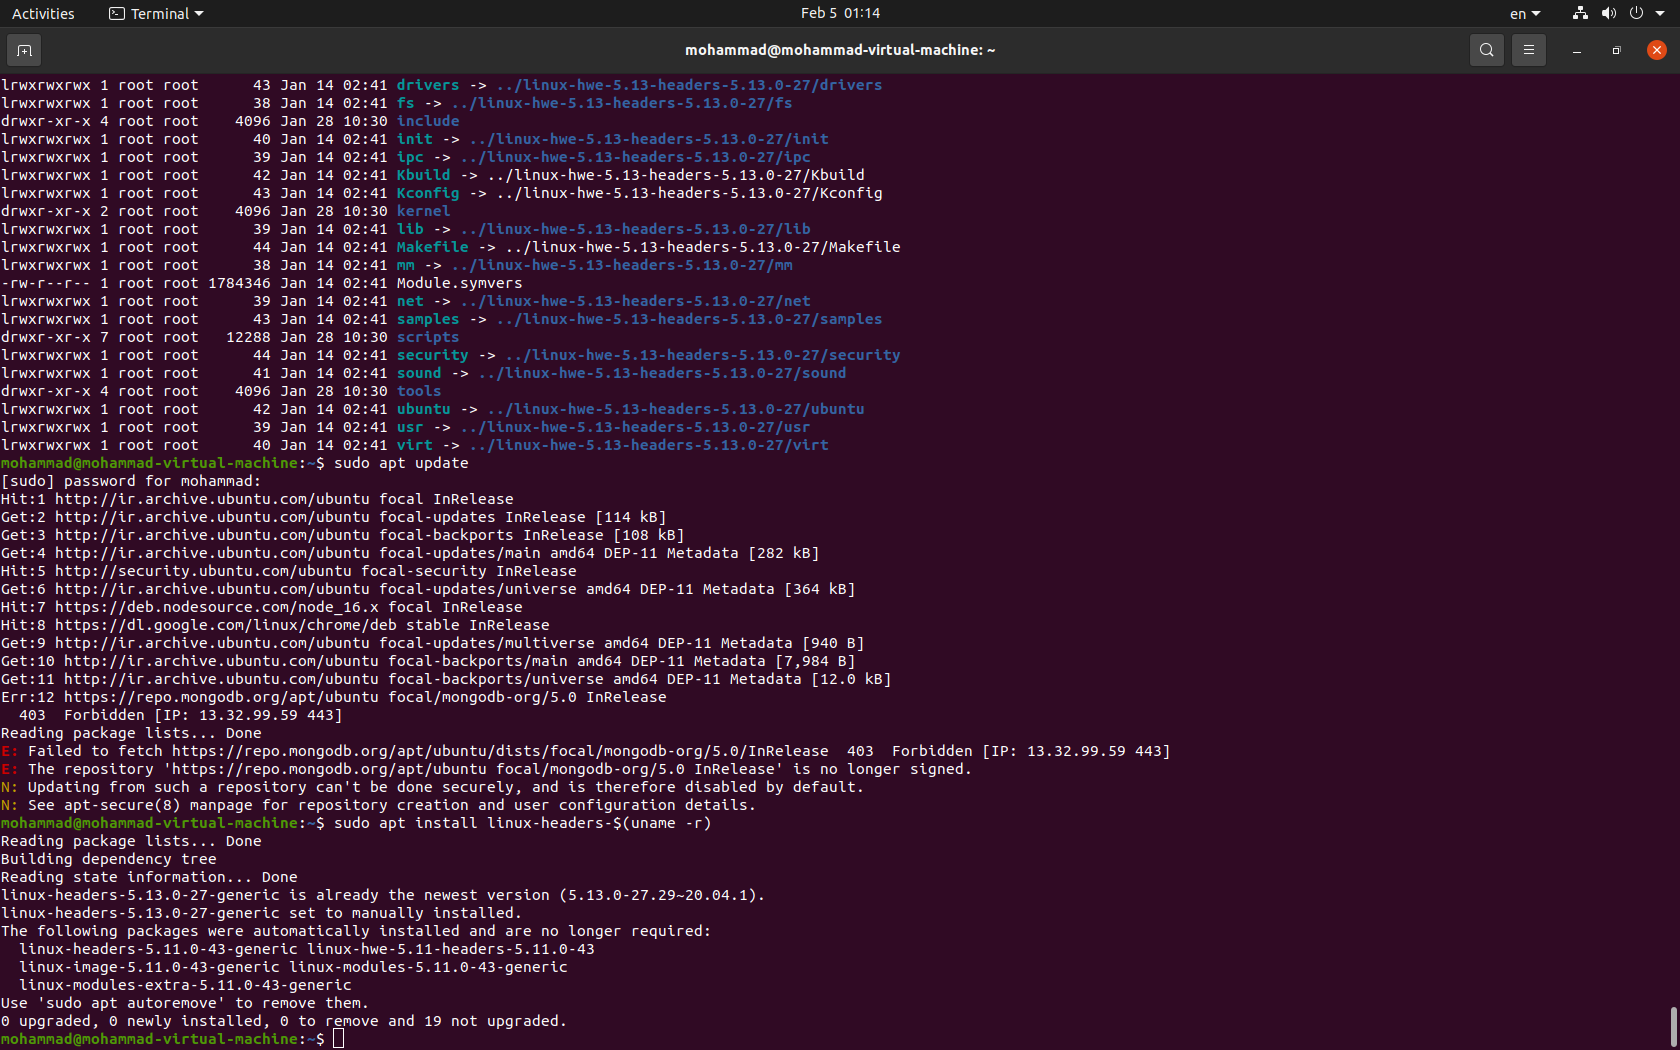 Activities Terminal Feb 5 01:14 en
mohammad@mohammad-virtual-machine: ~
lrwxrwxrwx 1 root root      43 Jan 14 02:41 drivers -> ../linux-hwe-5.13-headers-5.13.0-27/drivers
lrwxrwxrwx 1 root root      38 Jan 14 02:41 fs -> ../linux-hwe-5.13-headers-5.13.0-27/fs
drwxr-xr-x 4 root root    4096 Jan 28 10:30 include
lrwxrwxrwx 1 root root      40 Jan 14 02:41 init -> ../linux-hwe-5.13-headers-5.13.0-27/init
lrwxrwxrwx 1 root root      39 Jan 14 02:41 ipc -> ../linux-hwe-5.13-headers-5.13.0-27/ipc
lrwxrwxrwx 1 root root      42 Jan 14 02:41 Kbuild -> ../linux-hwe-5.13-headers-5.13.0-27/Kbuild
lrwxrwxrwx 1 root root      43 Jan 14 02:41 Kconfig -> ../linux-hwe-5.13-headers-5.13.0-27/Kconfig
drwxr-xr-x 2 root root    4096 Jan 28 10:30 kernel
lrwxrwxrwx 1 root root      39 Jan 14 02:41 lib -> ../linux-hwe-5.13-headers-5.13.0-27/lib
lrwxrwxrwx 1 root root      44 Jan 14 02:41 Makefile -> ../linux-hwe-5.13-headers-5.13.0-27/Makefile
lrwxrwxrwx 1 root root      38 Jan 14 02:41 mm -> ../linux-hwe-5.13-headers-5.13.0-27/mm
-rw-r--r-- 1 root root 1784346 Jan 14 02:41 Module.symvers
lrwxrwxrwx 1 root root      39 Jan 14 02:41 net -> ../linux-hwe-5.13-headers-5.13.0-27/net
lrwxrwxrwx 1 root root      43 Jan 14 02:41 samples -> ../linux-hwe-5.13-headers-5.13.0-27/samples
drwxr-xr-x 7 root root   12288 Jan 28 10:30 scripts
lrwxrwxrwx 1 root root      44 Jan 14 02:41 security -> ../linux-hwe-5.13-headers-5.13.0-27/security
lrwxrwxrwx 1 root root      41 Jan 14 02:41 sound -> ../linux-hwe-5.13-headers-5.13.0-27/sound
drwxr-xr-x 4 root root    4096 Jan 28 10:30 tools
lrwxrwxrwx 1 root root      42 Jan 14 02:41 ubuntu -> ../linux-hwe-5.13-headers-5.13.0-27/ubuntu
lrwxrwxrwx 1 root root      39 Jan 14 02:41 usr -> ../linux-hwe-5.13-headers-5.13.0-27/usr
lrwxrwxrwx 1 root root      40 Jan 14 02:41 virt -> ../linux-hwe-5.13-headers-5.13.0-27/virt
mohammad@mohammad-virtual-machine:~$ sudo apt update
[sudo] password for mohammad:
Hit:1 http://ir.archive.ubuntu.com/ubuntu focal InRelease
Get:2 http://ir.archive.ubuntu.com/ubuntu focal-updates InRelease [114 kB]
Get:3 http://ir.archive.ubuntu.com/ubuntu focal-backports InRelease [108 kB]
Get:4 http://ir.archive.ubuntu.com/ubuntu focal-updates/main amd64 DEP-11 Metadata [282 kB]
Hit:5 http://security.ubuntu.com/ubuntu focal-security InRelease
Get:6 http://ir.archive.ubuntu.com/ubuntu focal-updates/universe amd64 DEP-11 Metadata [364 kB]
Hit:7 https://deb.nodesource.com/node_16.x focal InRelease
Hit:8 https://dl.google.com/linux/chrome/deb stable InRelease
Get:9 http://ir.archive.ubuntu.com/ubuntu focal-updates/multiverse amd64 DEP-11 Metadata [940 B]
Get:10 http://ir.archive.ubuntu.com/ubuntu focal-backports/main amd64 DEP-11 Metadata [7,984 B]
Get:11 http://ir.archive.ubuntu.com/ubuntu focal-backports/universe amd64 DEP-11 Metadata [12.0 kB]
Err:12 https://repo.mongodb.org/apt/ubuntu focal/mongodb-org/5.0 InRelease
  403  Forbidden [IP: 13.32.99.59 443]
Reading package lists... Done
E: Failed to fetch https://repo.mongodb.org/apt/ubuntu/dists/focal/mongodb-org/5.0/InRelease  403  Forbidden [IP: 13.32.99.59 443]
E: The repository 'https://repo.mongodb.org/apt/ubuntu focal/mongodb-org/5.0 InRelease' is no longer signed.
N: Updating from such a repository can't be done securely, and is therefore disabled by default.
N: See apt-secure(8) manpage for repository creation and user configuration details.
mohammad@mohammad-virtual-machine:~$ sudo apt install linux-headers-$(uname -r)
Reading package lists... Done
Building dependency tree
Reading state information... Done
linux-headers-5.13.0-27-generic is already the newest version (5.13.0-27.29~20.04.1).
linux-headers-5.13.0-27-generic set to manually installed.
The following packages were automatically installed and are no longer required:
  linux-headers-5.11.0-43-generic linux-hwe-5.11-headers-5.11.0-43
  linux-image-5.11.0-43-generic linux-modules-5.11.0-43-generic
  linux-modules-extra-5.11.0-43-generic
Use 'sudo apt autoremove' to remove them.
0 upgraded, 0 newly installed, 0 to remove and 19 not upgraded.
mohammad@mohammad-virtual-machine:~$